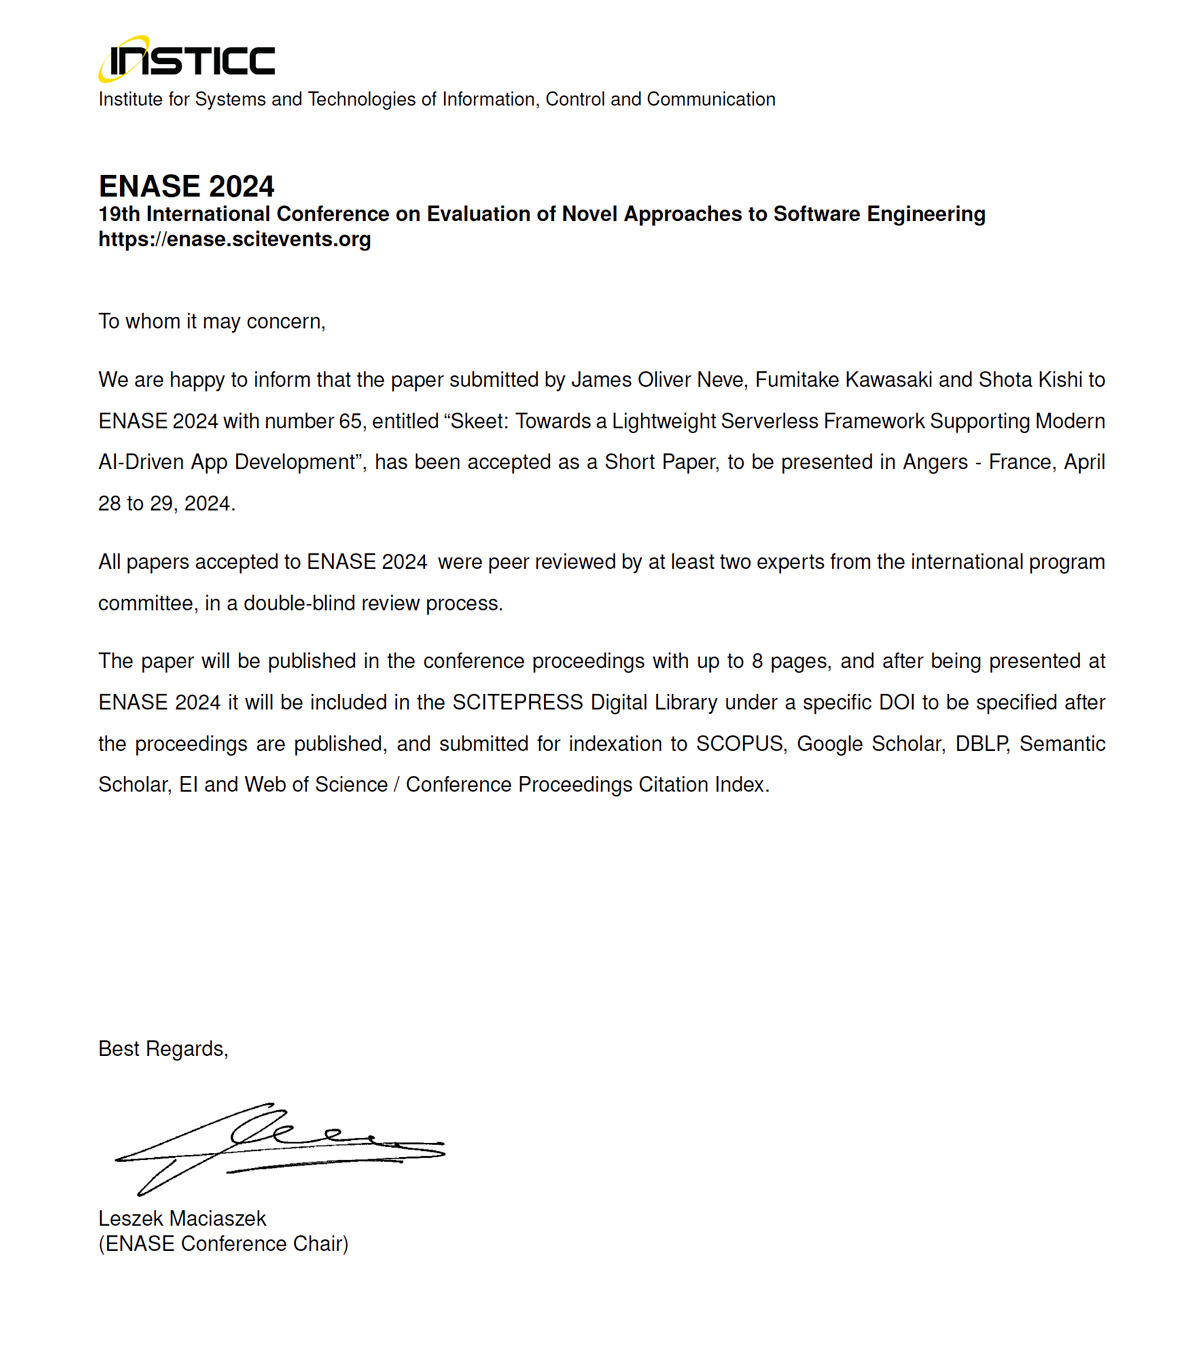 INSTICC
Institute for Systems and Technologies of Information, Control and Communication
ENASE 2024
19th International Conference on Evaluation of Novel Approaches to Software Engineering
https://enase.scitevents.org
To whom it may concern,
We are happy to inform that the paper submitted by James Oliver Neve, Fumitake Kawasaki and Shota Kishi to
ENASE 2024 with number 65, entitled “Skeet: Towards a Lightweight Serverless Framework Supporting Modern
AI-Driven App Development”, has been accepted as a Short Paper, to be presented in Angers - France, April
28 to 29, 2024.
All papers accepted to ENASE 2024  were peer reviewed by at least two experts from the international program
committee, in a double-blind review process.
The paper will be published in the conference proceedings with up to 8 pages, and after being presented at
ENASE 2024 it will be included in the SCITEPRESS Digital Library under a specific DOI to be specified after
the proceedings are published, and submitted for indexation to SCOPUS, Google Scholar, DBLP, Semantic
Scholar, EI and Web of Science / Conference Proceedings Citation Index.
Best Regards,
Leszek Maciaszek
(ENASE Conference Chair)